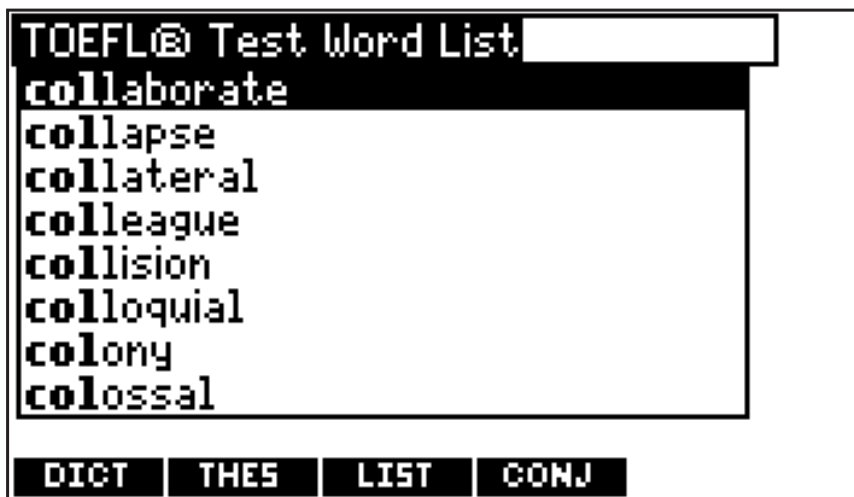 TOEFL® Test Word List
collaborate
collapse
collateral
colleague
collision
colloquial
colony
colossal
DICT THES LIST CONJ